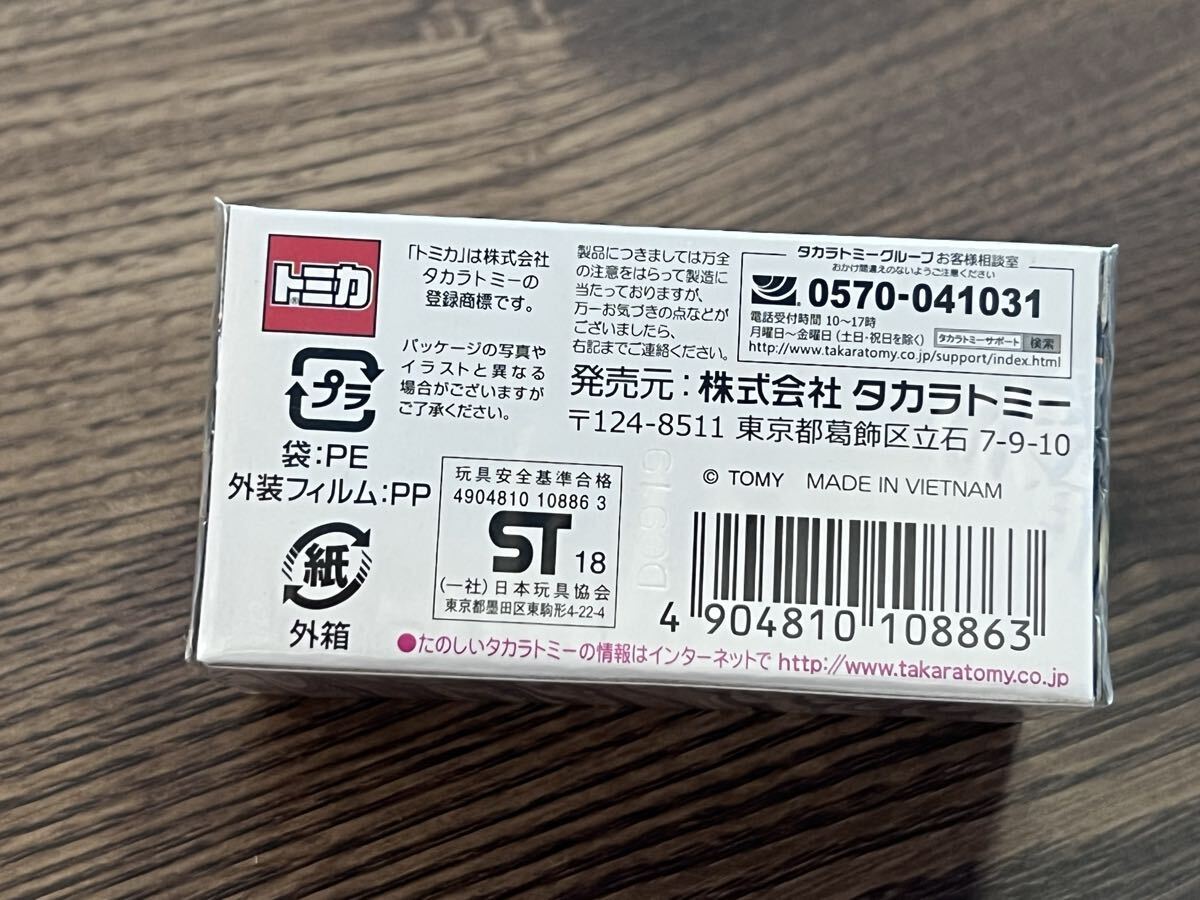 トミカ
®
「トミカ」は株式会社
タカラトミーの
登録商標です。
パッケージの写真や
イラストと異なる
場合がございますが
ご了承ください。
プラ
袋:PE
外装フィルム:PP
紙
外箱
製品につきましては万全
の注意をはらって製造に
当たっておりますが、
万一お気づきの点などが
ございましたら、
右記までご連絡ください。
タカラトミーグループ お客様相談室
おかけ間違えのないようご注意ください
0570-041031
電話受付時間 10〜17時
月曜日〜金曜日 (土日・祝日を除く) タカラトミーサポート 検索
http://www.takaratomy.co.jp/support/index.html
発売元:株式会社 タカラトミー
〒124-8511 東京都葛飾区立石 7-9-10
© TOMY MADE IN VIETNAM
玩具安全基準合格
4904810 10886 3
ST 18
(一社)日本玩具協会
東京都墨田区東駒形4-22-4
4 904810 108863
●たのしいタカラトミーの情報はインターネットで http://www.takaratomy.co.jp